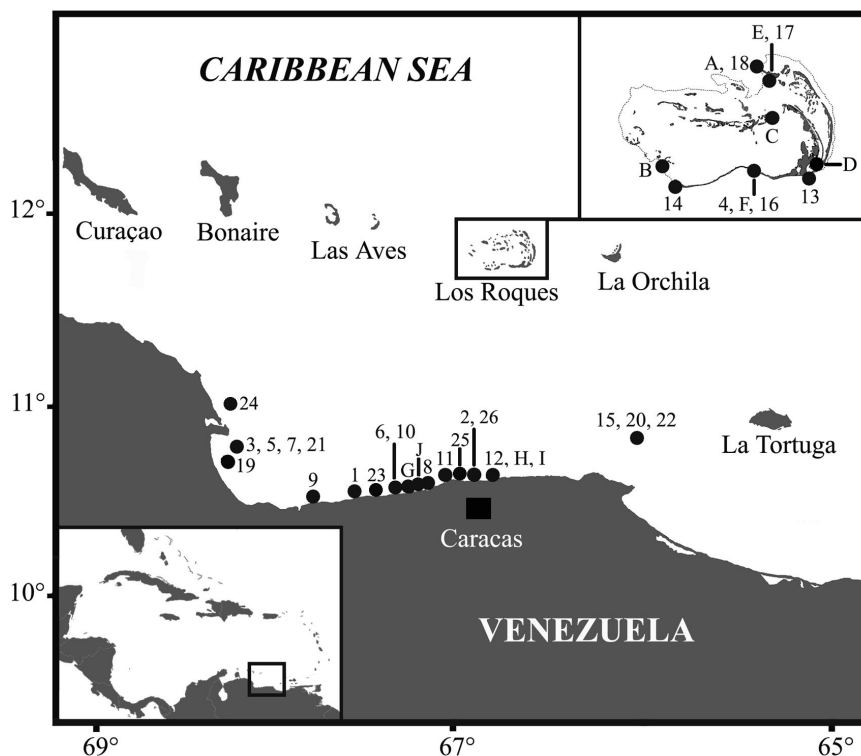 CARIBBEAN SEA
E, 17
A, 18
C
B
D
14
4, F, 16
13
12°
Curaçao
Bonaire
Las Aves
Los Roques
La Orchila
11°
24
3, 5, 7, 21
19
9
1
23
6, 10
G
J
8
11
25
2, 26
12, H, I
15, 20, 22
La Tortuga
Caracas
10°
VENEZUELA
69°
67°
65°